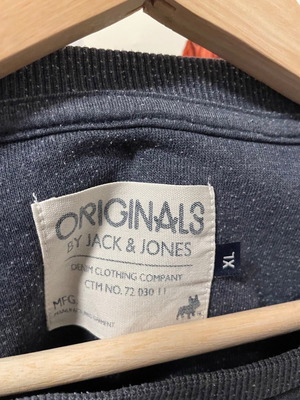 ORIGINALS
BY JACK & JONES
DENIM CLOTHING COMPANY
CTM NO. 72 030 11
MFG
XL